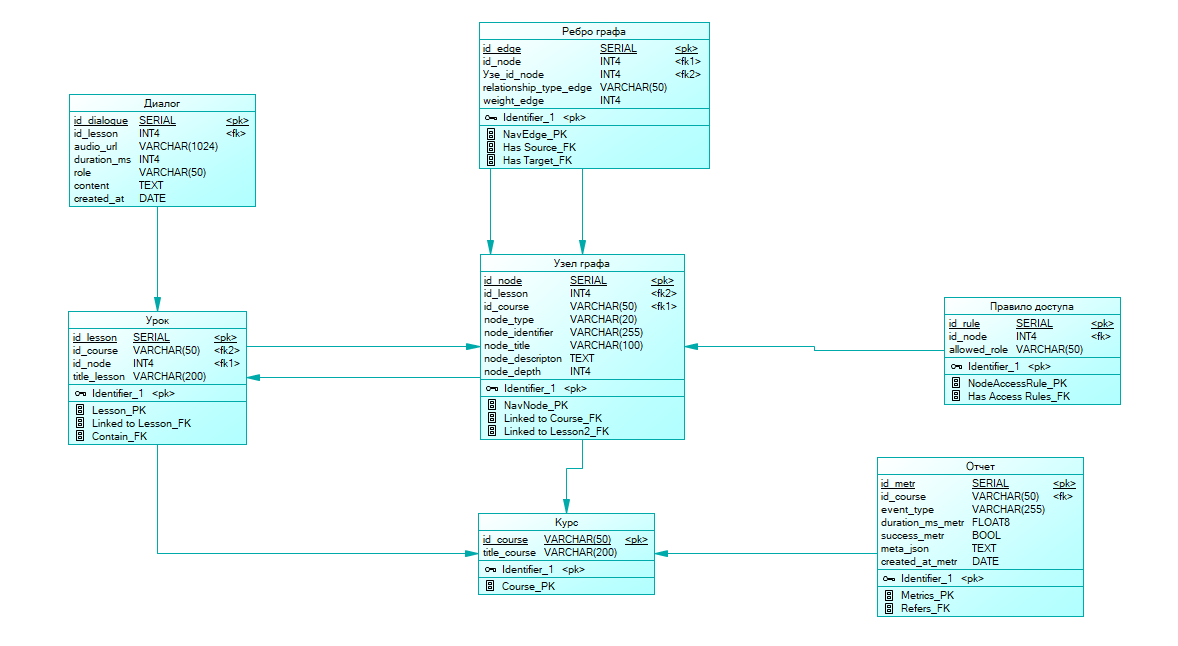 Ребро графа
id_edge SERIAL <pk>
id_node INT4 <fk1>
Узе_id_node INT4 <fk2>
relationship_type_edge VARCHAR(50)
weight_edge INT4
Identifier_1 <pk>
NavEdge_PK
Has Source_FK
Has Target_FK
Диалог
id_dialogue SERIAL <pk>
id_lesson INT4 <fk>
audio_url VARCHAR(1024)
duration_ms INT4
role VARCHAR(50)
content TEXT
created_at DATE
Узел графа
id_node SERIAL <pk>
id_lesson INT4 <fk2>
id_course VARCHAR(50) <fk1>
node_type VARCHAR(20)
node_identifier VARCHAR(255)
node_title VARCHAR(100)
node_descripton TEXT
node_depth INT4
Identifier_1 <pk>
NavNode_PK
Linked to Course_FK
Linked to Lesson2_FK
Правило доступа
id_rule SERIAL <pk>
id_node INT4 <fk>
allowed_role VARCHAR(50)
Identifier_1 <pk>
NodeAccessRule_PK
Has Access Rules_FK
Урок
id_lesson SERIAL <pk>
id_course VARCHAR(50) <fk2>
id_node INT4 <fk1>
title_lesson VARCHAR(200)
Identifier_1 <pk>
Lesson_PK
Linked to Lesson_FK
Contain_FK
Отчет
id_metr SERIAL <pk>
id_course VARCHAR(50) <fk>
event_type VARCHAR(255)
duration_ms_metr FLOAT8
success_metr BOOL
meta_json TEXT
created_at_metr DATE
Identifier_1 <pk>
Metrics_PK
Refers_FK
Курс
id_course VARCHAR(50) <pk>
title_course VARCHAR(200)
Identifier_1 <pk>
Course_PK